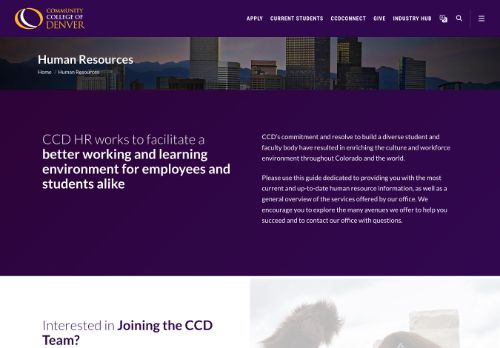 COMMUNITY
COLLEGE OF
DENVER
APPLY CURRENT STUDENTS CCDCONNECT GIVE INDUSTRY HUB
Human Resources
Home / Human Resources
CCD HR works to facilitate a
better working and learning
environment for employees and
students alike
CCD's commitment and resolve to build a diverse student and
faculty body have resulted in enriching the culture and workforce
environment throughout Colorado and the world.
Please use this guide dedicated to providing you with the most
current and up-to-date human resource information, as well as a
general overview of the services offered by our office. We
encourage you to explore the many avenues we offer to help you
succeed and to contact our office with questions.
Interested in Joining the CCD
Team?